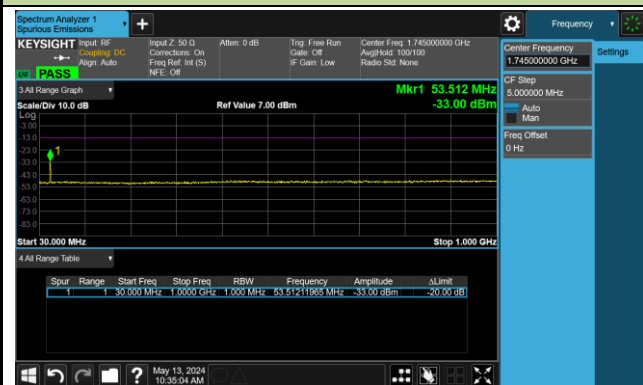 Spectrum Analyzer 1
Spurious Emissions
Frequency
KEYSIGHT
Input: RF
Coupling: DC
Align: Auto
Input Z: 50 Ω
Corrections: On
Freq Ref: Int (S)
NFE: Off
Atten: 0 dB
Trig: Free Run
Gate: Off
IF Gain: Low
Center Freq: 1.745000000 GHz
Avg|Hold: 100/100
Radio Std: None
PASS
Center Frequency
1.745000000 GHz
Settings
CF Step
5.000000 MHz
Auto
Man
Freq Offset
0 Hz
3 All Range Graph
Mkr1 53.512 MHz
-33.00 dBm
Scale/Div 10.0 dB
Ref Value 7.00 dBm
Log
-3.00
-13.0
-23.0
-33.0
-43.0
-53.0
-63.0
-73.0
-83.0
1
Start 30.000 MHz
Stop 1.000 GHz
4 All Range Table
Spur Range Start Freq Stop Freq RBW Frequency Amplitude ΔLimit
1 1 30.000 MHz 1.0000 GHz 1.000 MHz 53.51211965 MHz -33.00 dBm -20.00 dB
May 13, 2024
10:35:04 AM